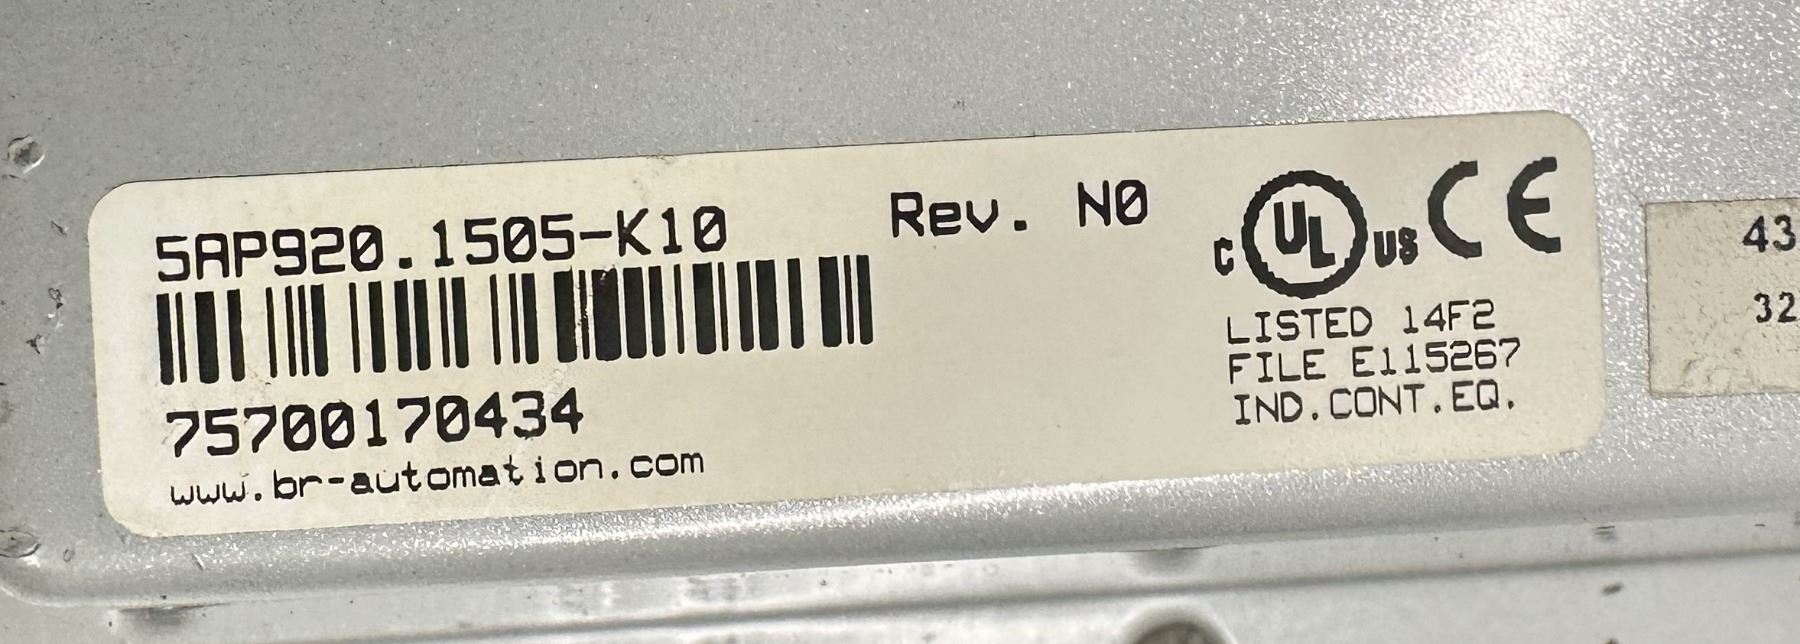 5AP920.1505-K10 Rev. N0
75700170434
www.br-automation.com
C UL US CE
LISTED 14F2
FILE E115267
IND.CONT.EQ.
43
32